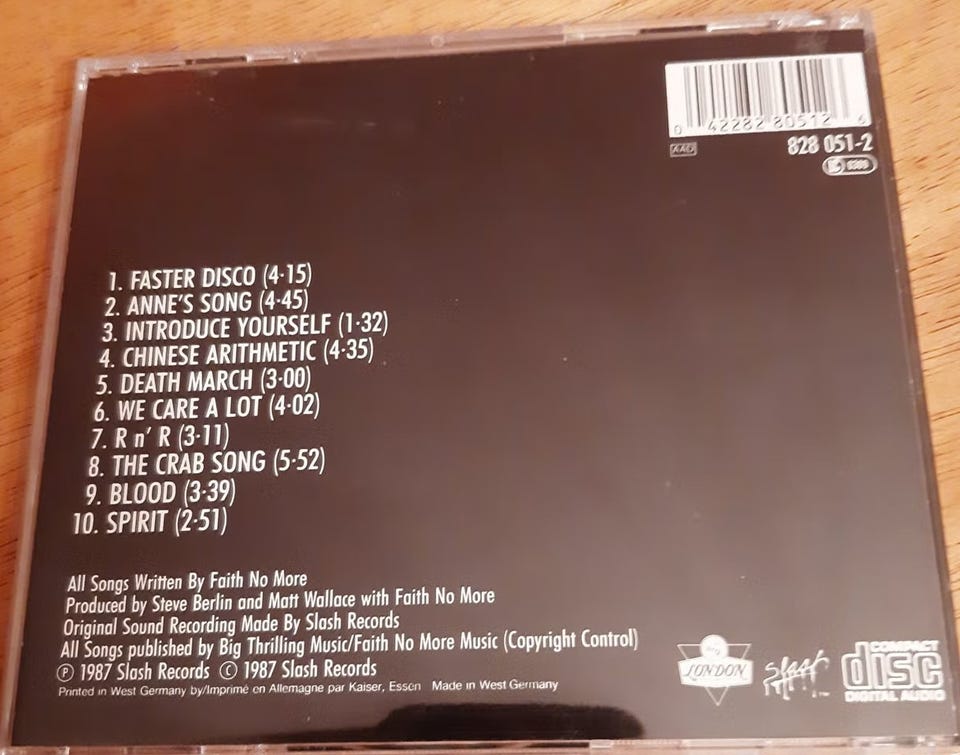 0 42282 80512 6
AAD
828 051-2
1. FASTER DISCO (4·15)
2. ANNE'S SONG (4·45)
3. INTRODUCE YOURSELF (1·32)
4. CHINESE ARITHMETIC (4·35)
5. DEATH MARCH (3·00)
6. WE CARE A LOT (4·02)
7. R n' R (3·11)
8. THE CRAB SONG (5·52)
9. BLOOD (3·39)
10. SPIRIT (2·51)
All Songs Written By Faith No More
Produced by Steve Berlin and Matt Wallace with Faith No More
Original Sound Recording Made By Slash Records
All Songs published by Big Thrilling Music/Faith No More Music (Copyright Control)
Ⓟ 1987 Slash Records © 1987 Slash Records
Printed in West Germany by/Imprimé en Allemagne par Kaiser, Essen Made in West Germany
LONDON
Slash
COMPACT
disc
DIGITAL AUDIO